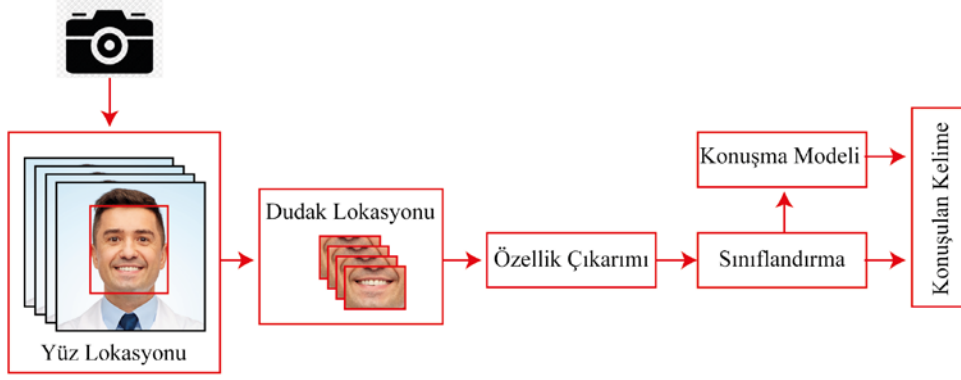 Yüz Lokasyonu
Dudak Lokasyonu
Özellik Çıkarımı
Sınıflandırma
Konuşma Modeli
Konuşulan Kelime